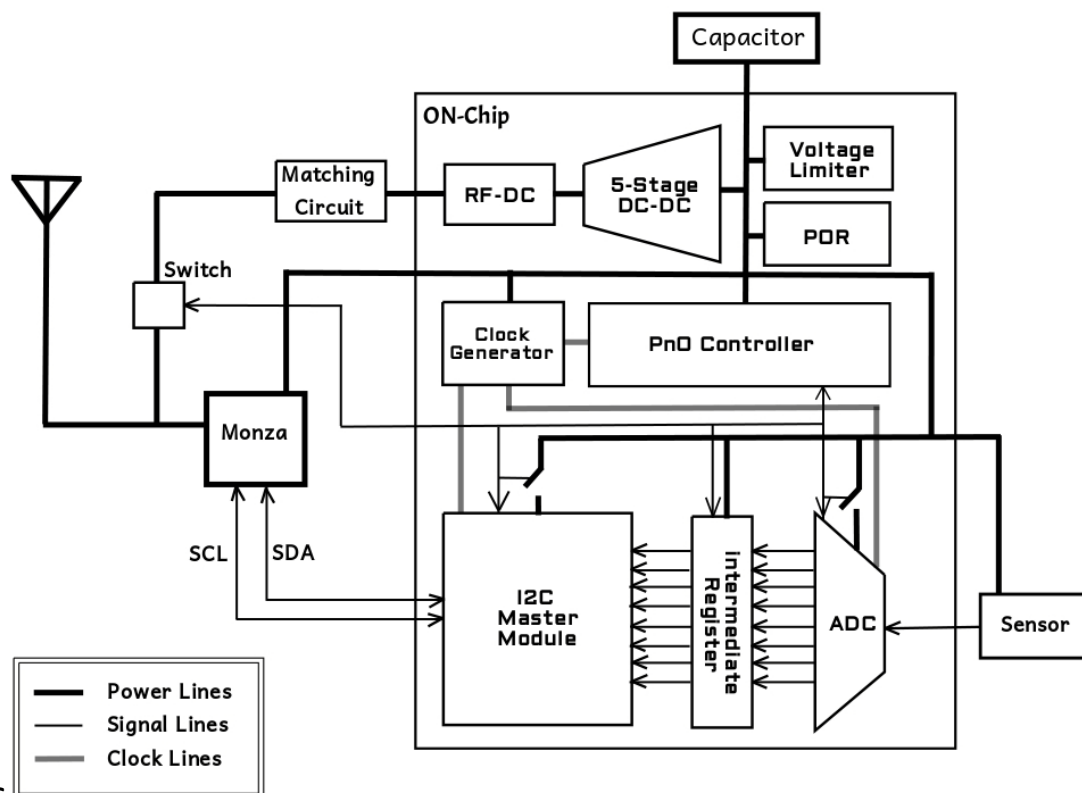 Capacitor
ON-Chip
Matching
Circuit
RF-DC
5-Stage
DC-DC
Voltage
Limiter
POR
Switch
Clock
Generator
PnO Controller
Monza
SCL
SDA
I2C
Master
Module
intermediate
Register
ADC
Sensor
Power Lines
Signal Lines
Clock Lines